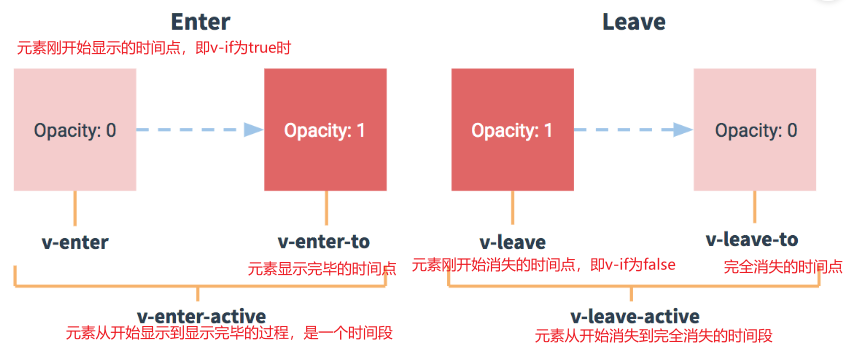 Enter
Leave
元素刚开始显示的时间点，即v-if为true时
Opacity: 0
Opacity: 1
Opacity: 1
Opacity: 0
v-enter
v-enter-to
v-leave
v-leave-to
元素显示完毕的时间点
元素刚开始消失的时间点，即v-if为false
完全消失的时间点
v-enter-active
v-leave-active
元素从开始显示到显示完毕的过程，是一个时间段
元素从开始消失到完全消失的时间段